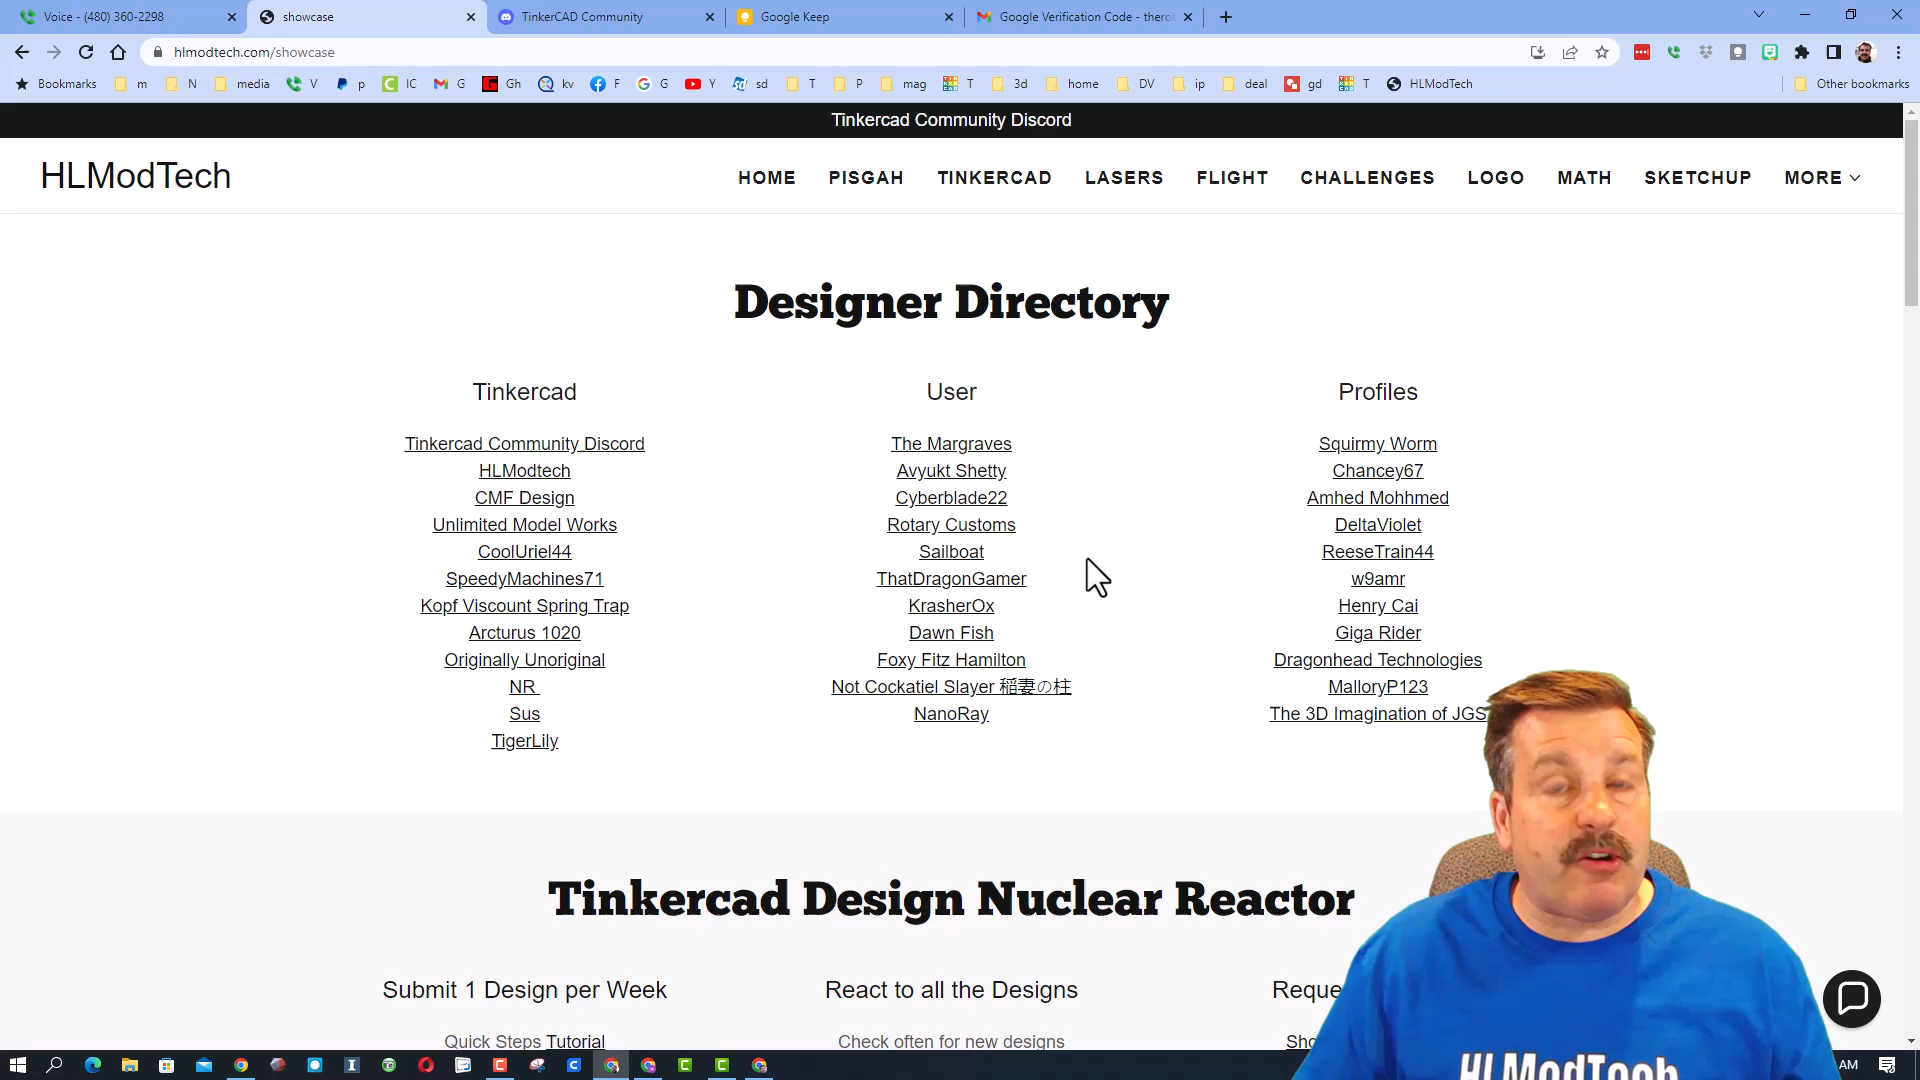 Voice - (480) 360-2298
showcase
TinkerCAD Community
Google Keep
Google Verification Code - thero
hlmodtech.com/showcase
Bookmarks m N media V p IC G Gh kv F G Y sd T P mag T 3d home DV ip deal gd T HLModTech Other bookmarks
Tinkercad Community Discord
HLModTech
HOME PISGAH TINKERCAD LASERS FLIGHT CHALLENGES LOGO MATH SKETCHUP MORE
Designer Directory
Tinkercad
Tinkercad Community Discord
HLModtech
CMF Design
Unlimited Model Works
CoolUriel44
SpeedyMachines71
Kopf Viscount Spring Trap
Arcturus 1020
Originally Unoriginal
NR
Sus
TigerLily
User
The Margraves
Avyukt Shetty
Cyberblade22
Rotary Customs
Sailboat
ThatDragonGamer
KrasherOx
Dawn Fish
Foxy Fitz Hamilton
Not Cockatiel Slayer 稲妻の柱
NanoRay
Profiles
Squirmy Worm
Chancey67
Amhed Mohhmed
DeltaViolet
ReeseTrain44
w9amr
Henry Cai
Giga Rider
Dragonhead Technologies
MalloryP123
The 3D Imagination of JGS
Tinkercad Design Nuclear Reactor
Submit 1 Design per Week
Quick Steps Tutorial
React to all the Designs
Check often for new designs
Reque
Sho
HLModTech
AM